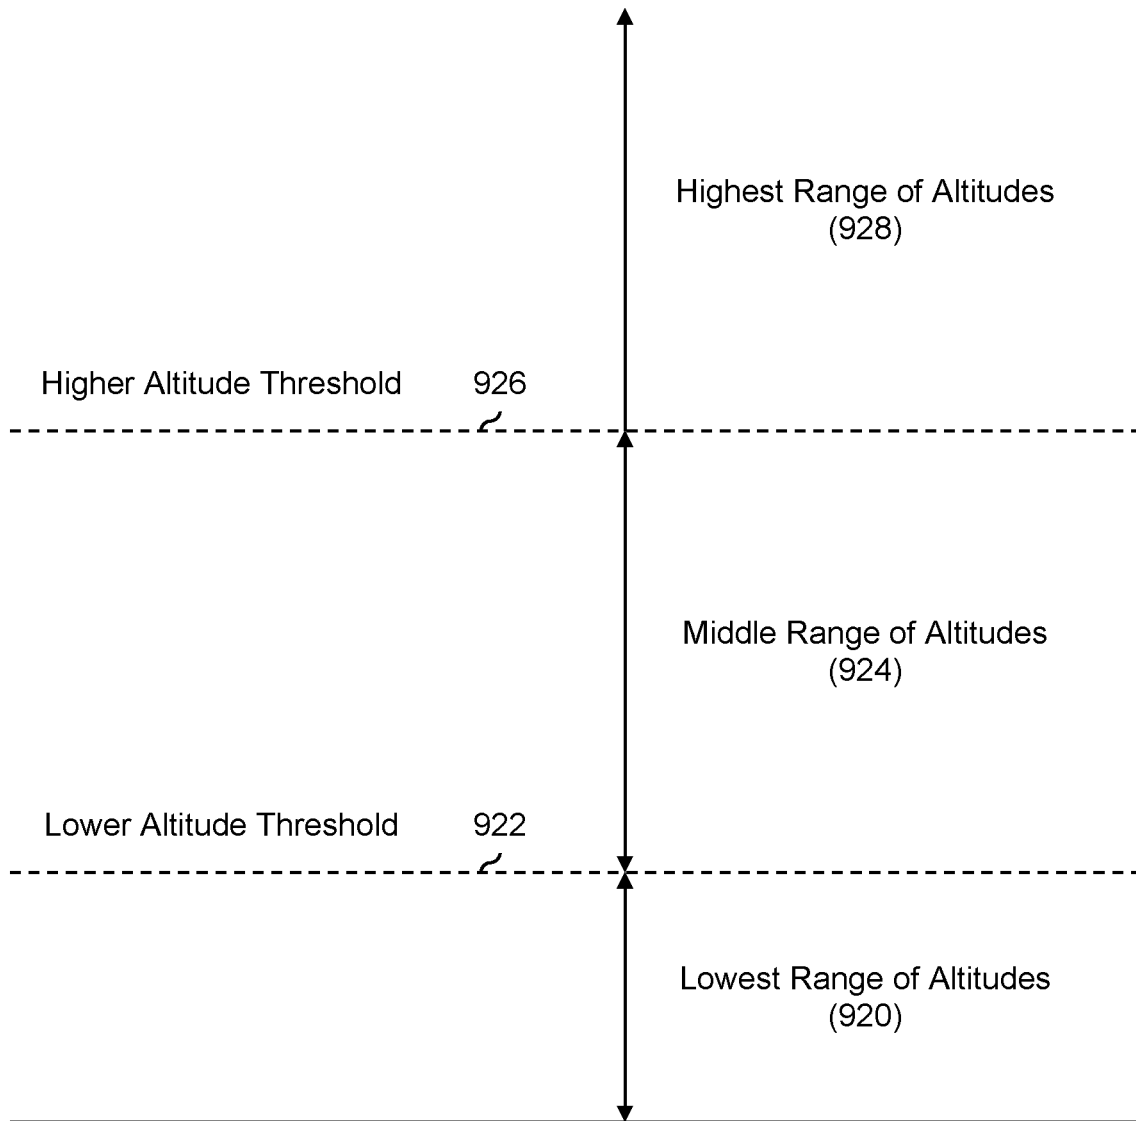 Highest Range of Altitudes
(928)
Higher Altitude Threshold 926
Middle Range of Altitudes
(924)
Lower Altitude Threshold 922
Lowest Range of Altitudes
(920)